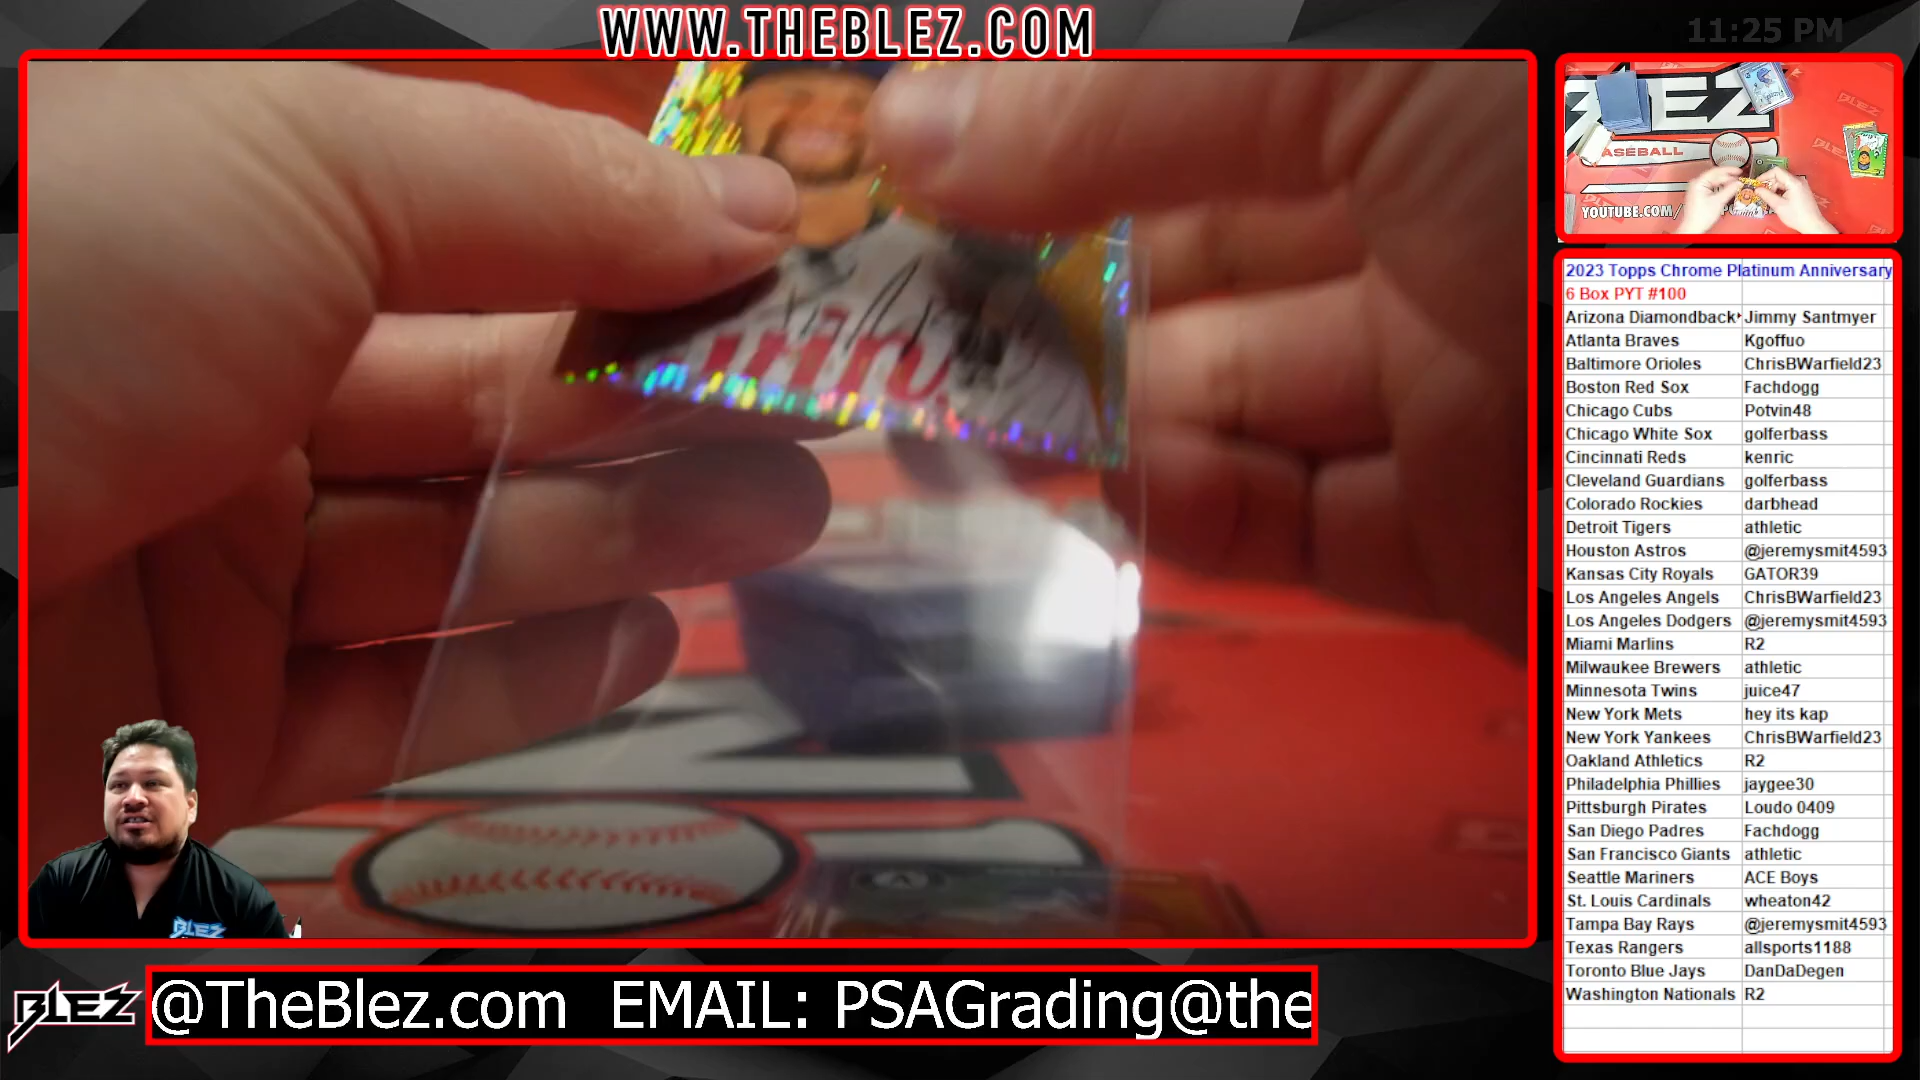 WWW.THEBLEZ.COM
11:25 PM
EZ
BASEBALL
YOUTUBE.COM/
2023 Topps Chrome Platinum Anniversary
6 Box PYT #100
Arizona Diamondback Jimmy Santmyer
Atlanta Braves Kgoffuo
Baltimore Orioles ChrisBWarfield23
Boston Red Sox Fachdogg
Chicago Cubs Potvin48
Chicago White Sox golferbass
Cincinnati Reds kenric
Cleveland Guardians golferbass
Colorado Rockies darbhead
Detroit Tigers athletic
Houston Astros @jeremysmit4593
Kansas City Royals GATOR39
Los Angeles Angels ChrisBWarfield23
Los Angeles Dodgers @jeremysmit4593
Miami Marlins R2
Milwaukee Brewers athletic
Minnesota Twins juice47
New York Mets hey its kap
New York Yankees ChrisBWarfield23
Oakland Athletics R2
Philadelphia Phillies jaygee30
Pittsburgh Pirates Loudo 0409
San Diego Padres Fachdogg
San Francisco Giants athletic
Seattle Mariners ACE Boys
St. Louis Cardinals wheaton42
Tampa Bay Rays @jeremysmit4593
Texas Rangers allsports1188
Toronto Blue Jays DanDaDegen
Washington Nationals R2
BLEZ
BLEZ
@TheBlez.com EMAIL: PSAGrading@the